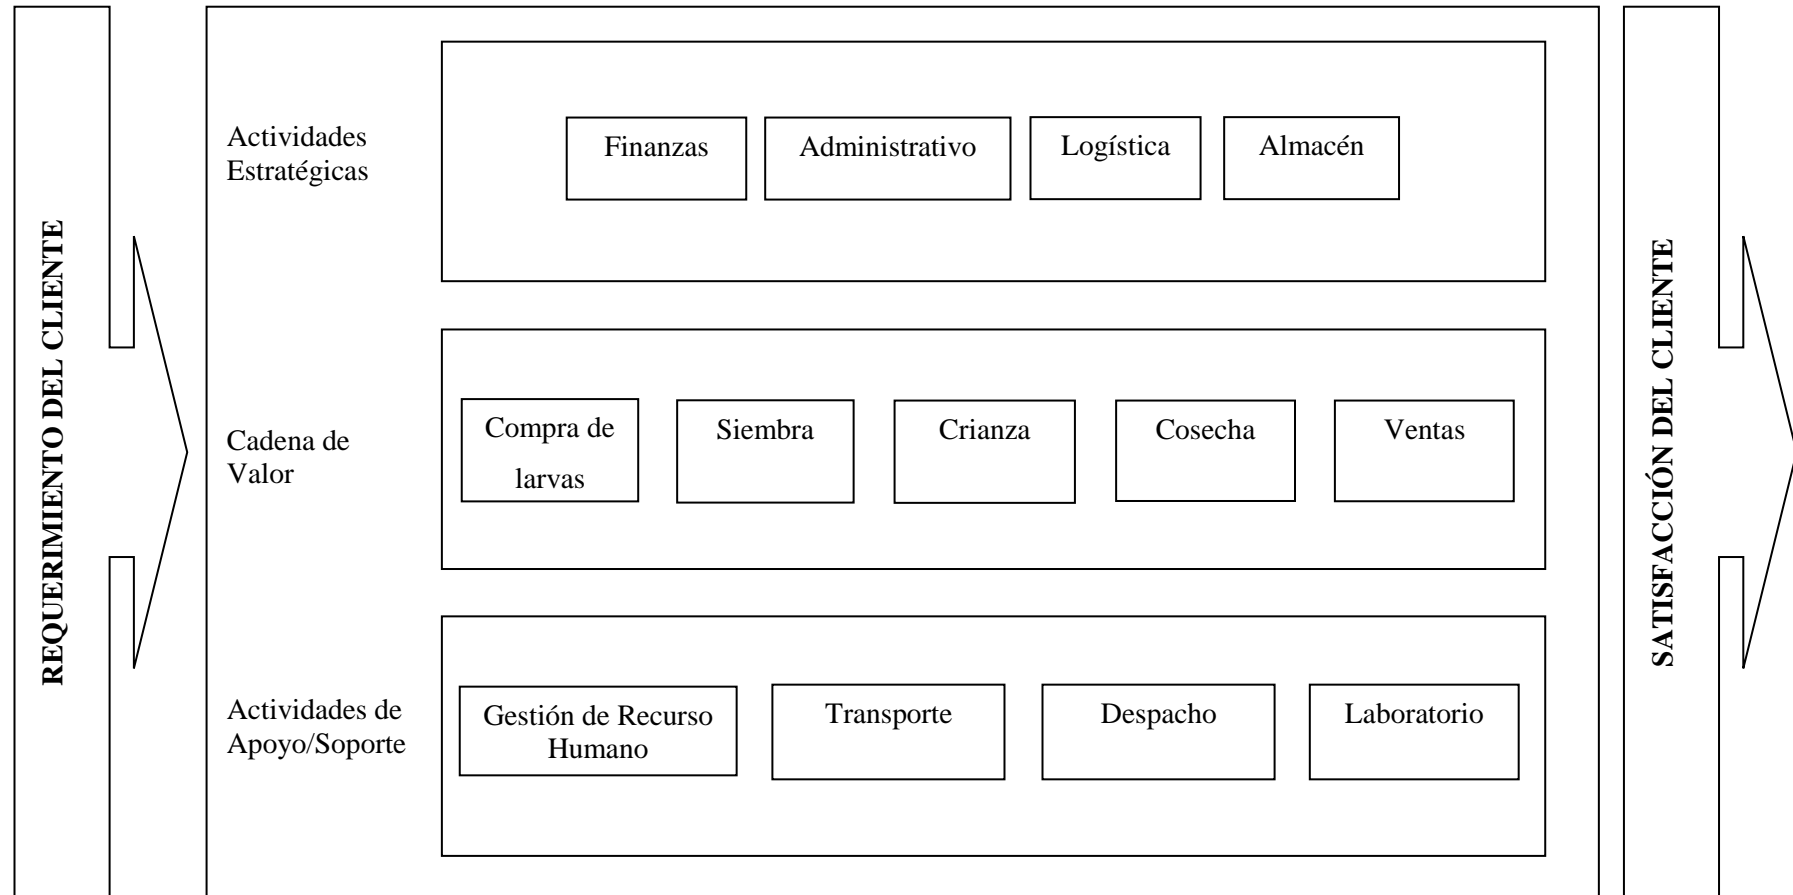 REQUERIMIENTO DEL CLIENTE
Actividades
Estratégicas
Finanzas
Administrativo
Logística
Almacén
Cadena de
Valor
Compra de
larvas
Siembra
Crianza
Cosecha
Ventas
Actividades de
Apoyo/Soporte
Gestión de Recurso
Humano
Transporte
Despacho
Laboratorio
SATISFACCIÓN DEL CLIENTE